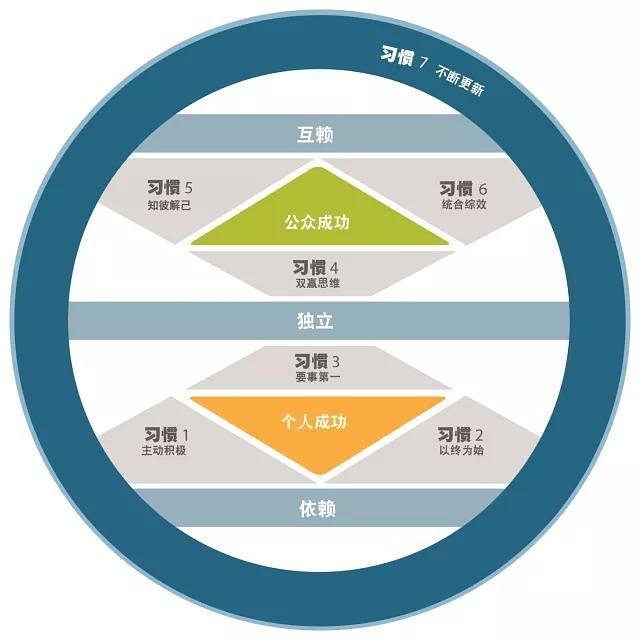 习惯 7 不断更新
互赖
习惯 5
知彼解己
习惯 6
统合综效
公众成功
习惯 4
双赢思维
独立
习惯 3
要事第一
个人成功
习惯 1
主动积极
习惯 2
以终为始
依赖